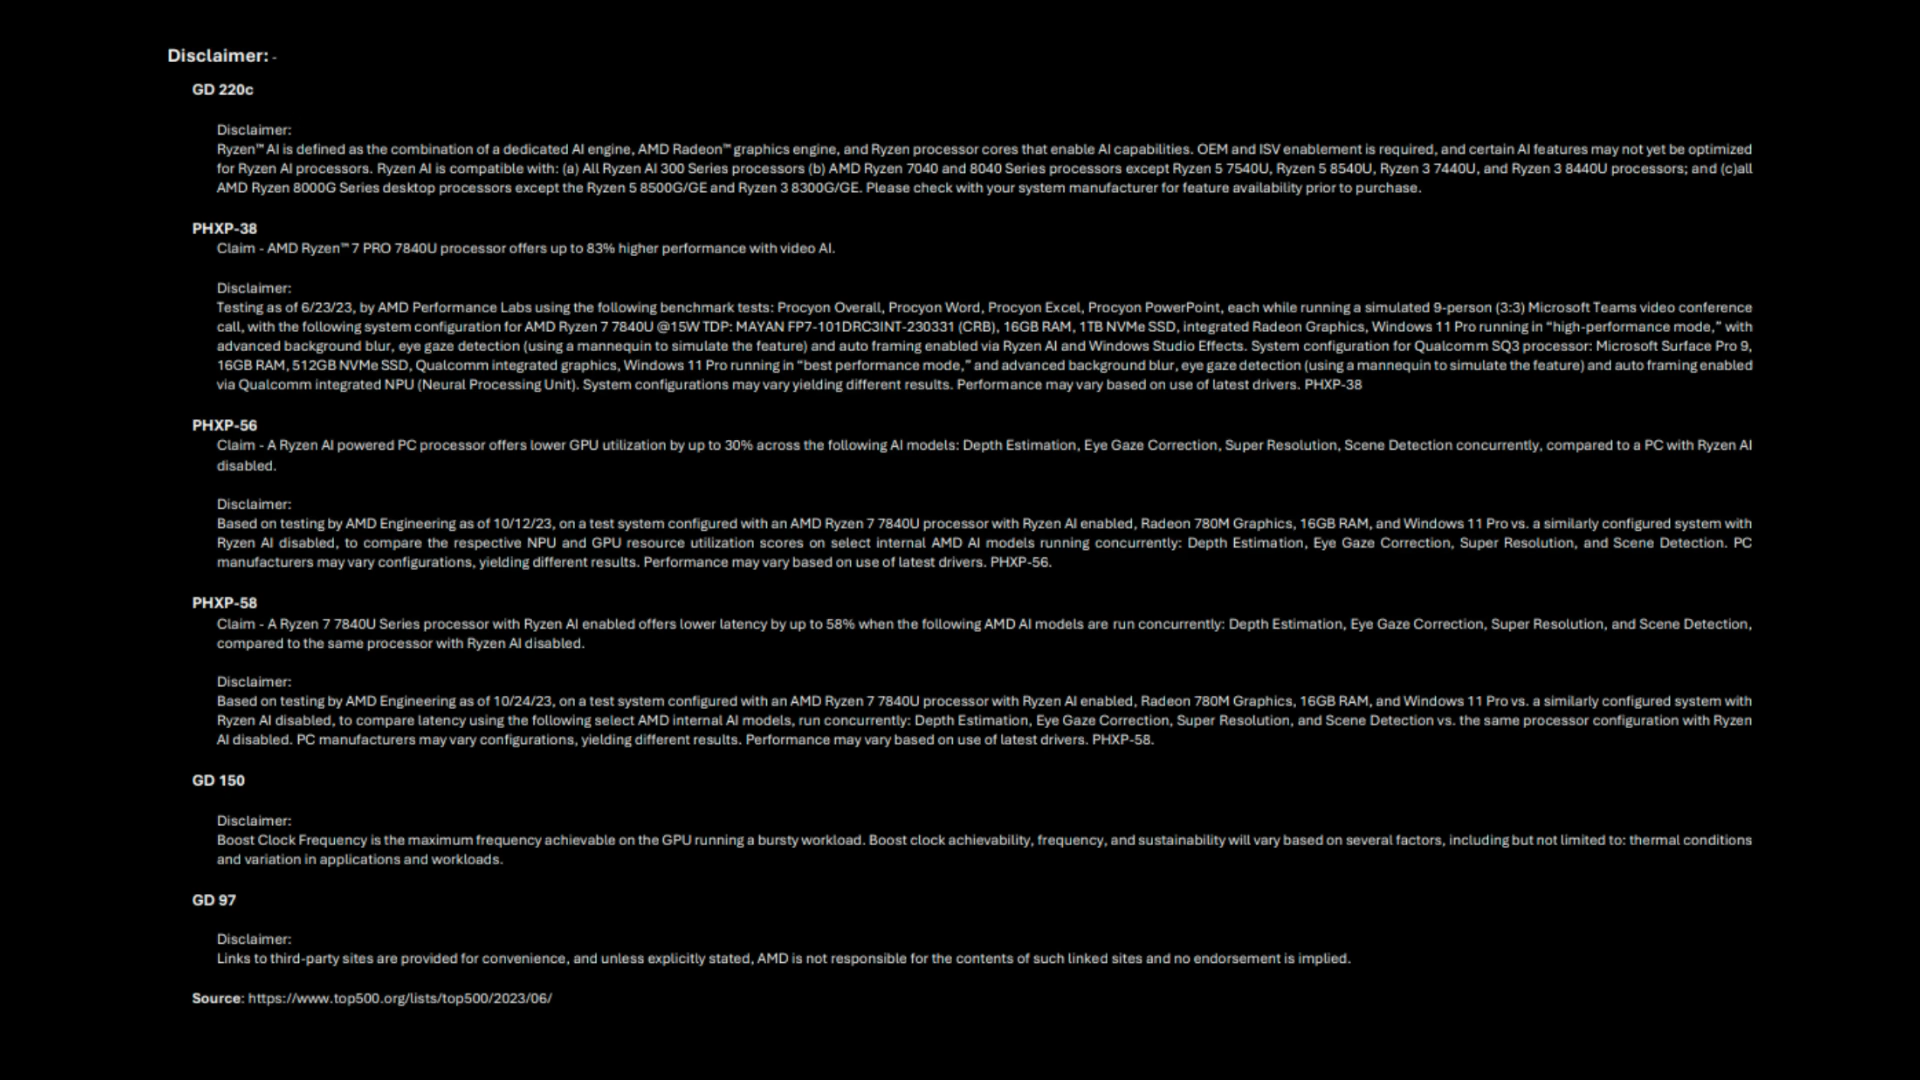 Disclaimer: -
GD 220c
Disclaimer:
Ryzen™ AI is defined as the combination of a dedicated AI engine, AMD Radeon™ graphics engine, and Ryzen processor cores that enable AI capabilities. OEM and ISV enablement is required, and certain AI features may not yet be optimized
for Ryzen AI processors. Ryzen AI is compatible with: (a) All Ryzen AI 300 Series processors (b) AMD Ryzen 7040 and 8040 Series processors except Ryzen 5 7540U, Ryzen 5 8540U, Ryzen 3 7440U, and Ryzen 3 8440U processors; and (c)all
AMD Ryzen 8000G Series desktop processors except the Ryzen 5 8500G/GE and Ryzen 3 8300G/GE. Please check with your system manufacturer for feature availability prior to purchase.
PHXP-38
Claim - AMD Ryzen™ 7 PRO 7840U processor offers up to 83% higher performance with video AI.
Disclaimer:
Testing as of 6/23/23, by AMD Performance Labs using the following benchmark tests: Procyon Overall, Procyon Word, Procyon Excel, Procyon PowerPoint, each while running a simulated 9-person (3:3) Microsoft Teams video conference
call, with the following system configuration for AMD Ryzen 7 7840U @15W TDP: MAYAN FP7-101DRC3INT-230331 (CRB), 16GB RAM, 1TB NVMe SSD, integrated Radeon Graphics, Windows 11 Pro running in “high-performance mode,” with
advanced background blur, eye gaze detection (using a mannequin to simulate the feature) and auto framing enabled via Ryzen AI and Windows Studio Effects. System configuration for Qualcomm SQ3 processor: Microsoft Surface Pro 9,
16GB RAM, 512GB NVMe SSD, Qualcomm integrated graphics, Windows 11 Pro running in “best performance mode,” and advanced background blur, eye gaze detection (using a mannequin to simulate the feature) and auto framing enabled
via Qualcomm integrated NPU (Neural Processing Unit). System configurations may vary yielding different results. Performance may vary based on use of latest drivers. PHXP-38
PHXP-56
Claim - A Ryzen AI powered PC processor offers lower GPU utilization by up to 30% across the following AI models: Depth Estimation, Eye Gaze Correction, Super Resolution, Scene Detection concurrently, compared to a PC with Ryzen AI
disabled.
Disclaimer:
Based on testing by AMD Engineering as of 10/12/23, on a test system configured with an AMD Ryzen 7 7840U processor with Ryzen AI enabled, Radeon 780M Graphics, 16GB RAM, and Windows 11 Pro vs. a similarly configured system with
Ryzen AI disabled, to compare the respective NPU and GPU resource utilization scores on select internal AMD AI models running concurrently: Depth Estimation, Eye Gaze Correction, Super Resolution, and Scene Detection. PC
manufacturers may vary configurations, yielding different results. Performance may vary based on use of latest drivers. PHXP-56.
PHXP-58
Claim - A Ryzen 7 7840U Series processor with Ryzen AI enabled offers lower latency by up to 58% when the following AMD AI models are run concurrently: Depth Estimation, Eye Gaze Correction, Super Resolution, and Scene Detection,
compared to the same processor with Ryzen AI disabled.
Disclaimer:
Based on testing by AMD Engineering as of 10/24/23, on a test system configured with an AMD Ryzen 7 7840U processor with Ryzen AI enabled, Radeon 780M Graphics, 16GB RAM, and Windows 11 Pro vs. a similarly configured system with
Ryzen AI disabled, to compare latency using the following select AMD internal AI models, run concurrently: Depth Estimation, Eye Gaze Correction, Super Resolution, and Scene Detection vs. the same processor configuration with Ryzen
AI disabled. PC manufacturers may vary configurations, yielding different results. Performance may vary based on use of latest drivers. PHXP-58.
GD 150
Disclaimer:
Boost Clock Frequency is the maximum frequency achievable on the GPU running a bursty workload. Boost clock achievability, frequency, and sustainability will vary based on several factors, including but not limited to: thermal conditions
and variation in applications and workloads.
GD 97
Disclaimer:
Links to third-party sites are provided for convenience, and unless explicitly stated, AMD is not responsible for the contents of such linked sites and no endorsement is implied.
Source: https://www.top500.org/lists/top500/2023/06/